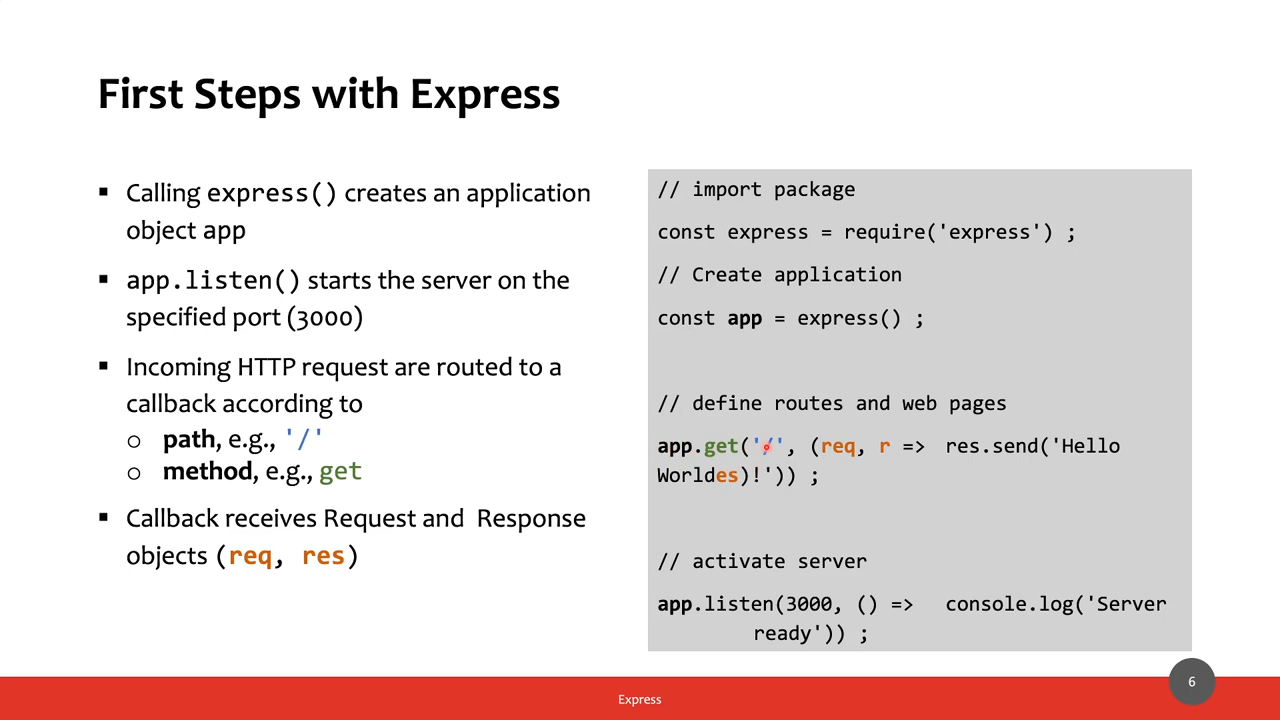 First Steps with Express
▪ Calling express() creates an application
object app
▪ app.listen() starts the server on the
specified port (3000)
▪ Incoming HTTP request are routed to a
callback according to
o path, e.g., '/'
o method, e.g., get
▪ Callback receives Request and Response
objects (req, res)
// import package
const express = require('express') ;
// Create application
const app = express() ;
// define routes and web pages
app.get('/', (req, r => res.send('Hello
Worldes)!')) ;
// activate server
app.listen(3000, () => console.log('Server
ready')) ;
6
Express